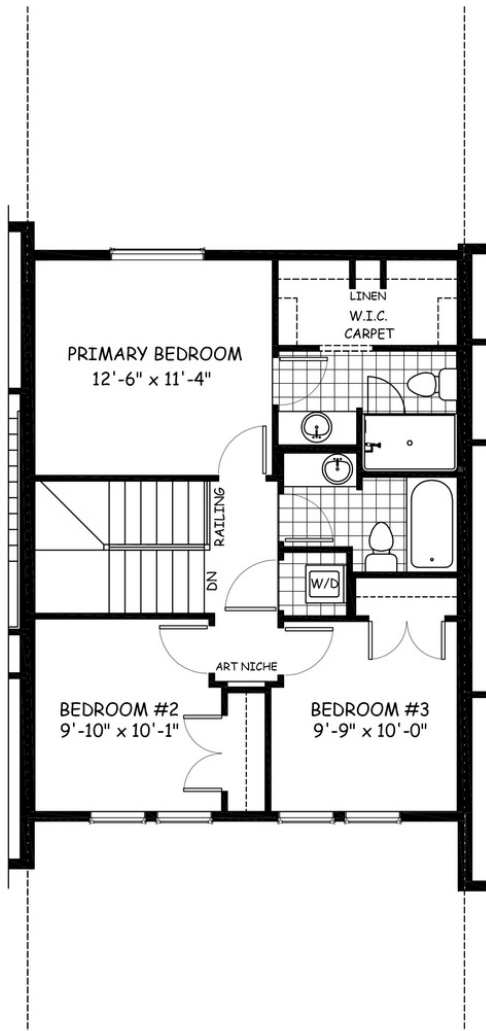 LINEN
W.I.C.
CARPET
PRIMARY BEDROOM
12'-6" x 11'-4"
RAILING
DN
W/D
ART NICHE
BEDROOM #2
9'-10" x 10'-1"
BEDROOM #3
9'-9" x 10'-0"